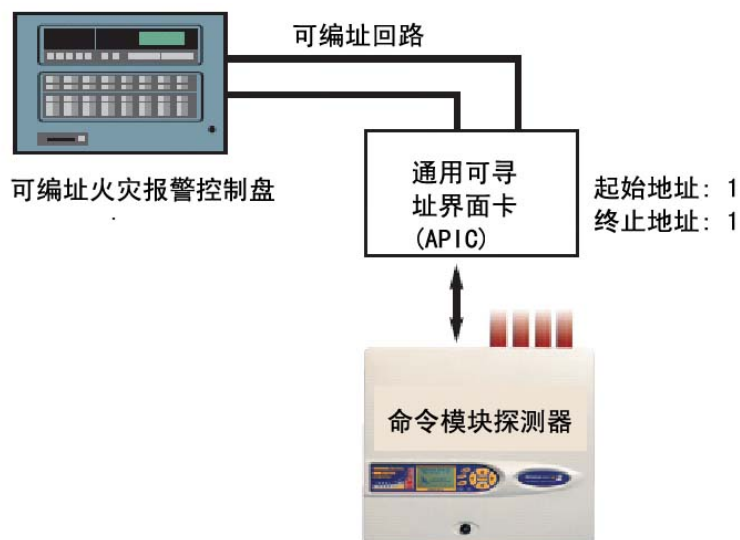 可编址回路
可编址火灾报警控制盘
通用可寻
址界面卡
(APIC)
起始地址: 1
终止地址: 1
命令模块探测器